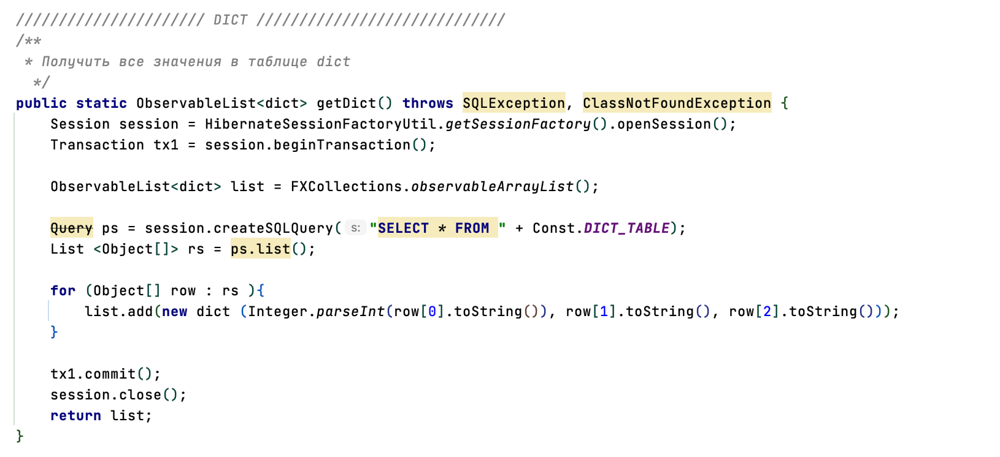 ////////////////////// DICT /////////////////////////////
/**
 * Получить все значения в таблице dict
  */
public static ObservableList<dict> getDict() throws SQLException, ClassNotFoundException {
    Session session = HibernateSessionFactoryUtil.getSessionFactory().openSession();
    Transaction tx1 = session.beginTransaction();
    ObservableList<dict> list = FXCollections.observableArrayList();
    Query ps = session.createSQLQuery( s: "SELECT * FROM " + Const.DICT_TABLE);
    List <Object[]> rs = ps.list();
    for (Object[] row : rs ){
        list.add(new dict (Integer.parseInt(row[0].toString()), row[1].toString(), row[2].toString()));
    }
    tx1.commit();
    session.close();
    return list;
}